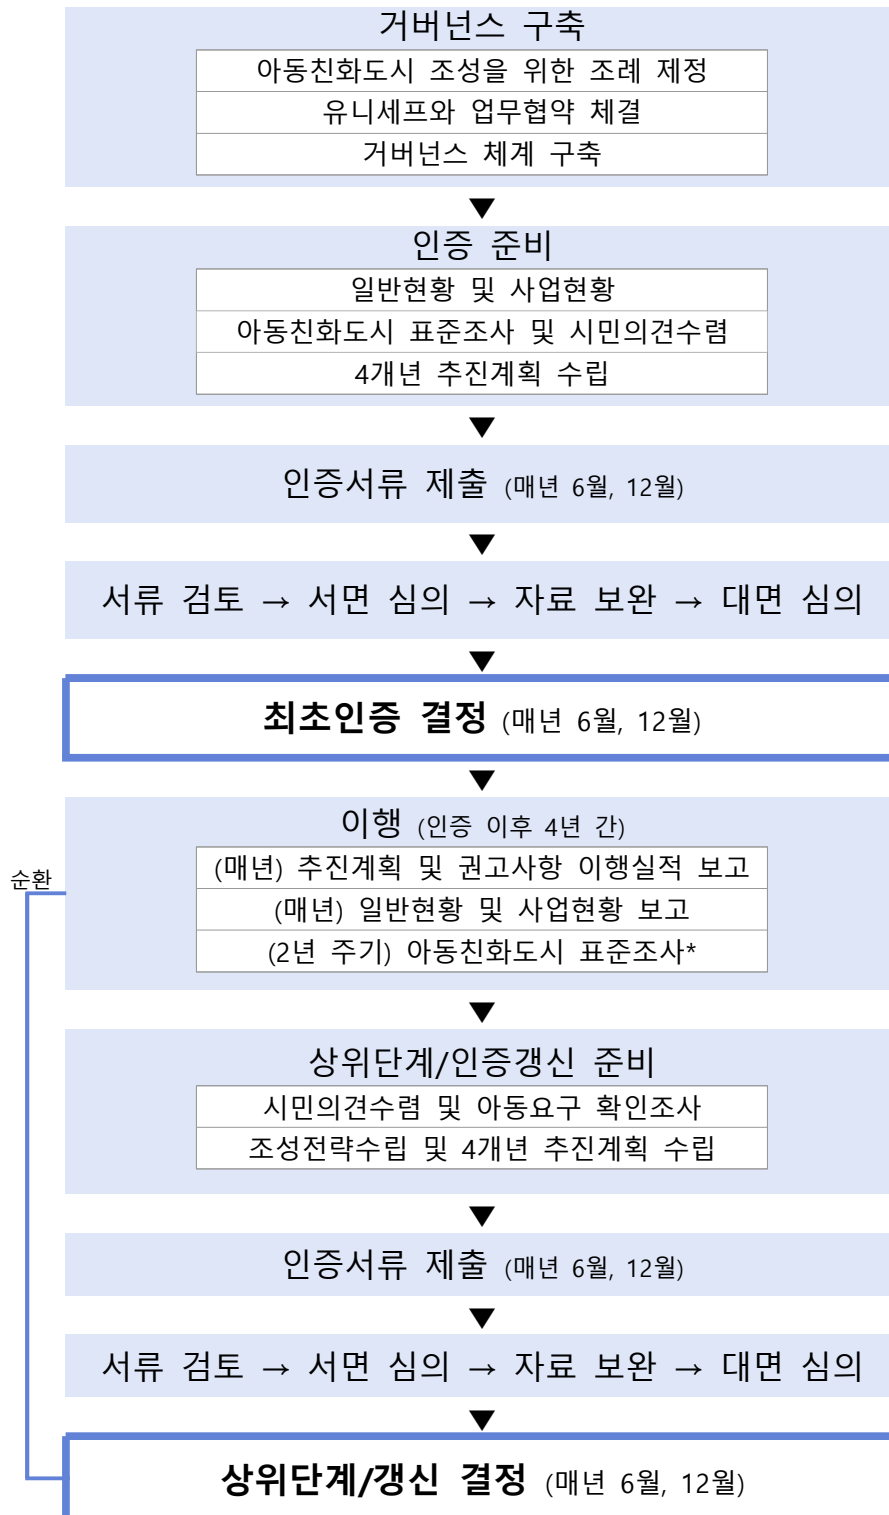 거버넌스 구축
아동친화도시 조성을 위한 조례 제정
유니세프와 업무협약 체결
거버넌스 체계 구축
▼
인증 준비
일반현황 및 사업현황
아동친화도시 표준조사 및 시민의견수렴
4개년 추진계획 수립
▼
인증서류 제출 (매년 6월, 12월)
▼
서류 검토 → 서면 심의 → 자료 보완 → 대면 심의
▼
최초인증 결정 (매년 6월, 12월)
▼
이행 (인증 이후 4년 간)
(매년) 추진계획 및 권고사항 이행실적 보고
순환
(매년) 일반현황 및 사업현황 보고
(2년 주기) 아동친화도시 표준조사*
▼
상위단계/인증갱신 준비
시민의견수렴 및 아동요구 확인조사
조성전략수립 및 4개년 추진계획 수립
▼
인증서류 제출 (매년 6월, 12월)
▼
서류 검토 → 서면 심의 → 자료 보완 → 대면 심의
▼
상위단계/갱신 결정 (매년 6월, 12월)